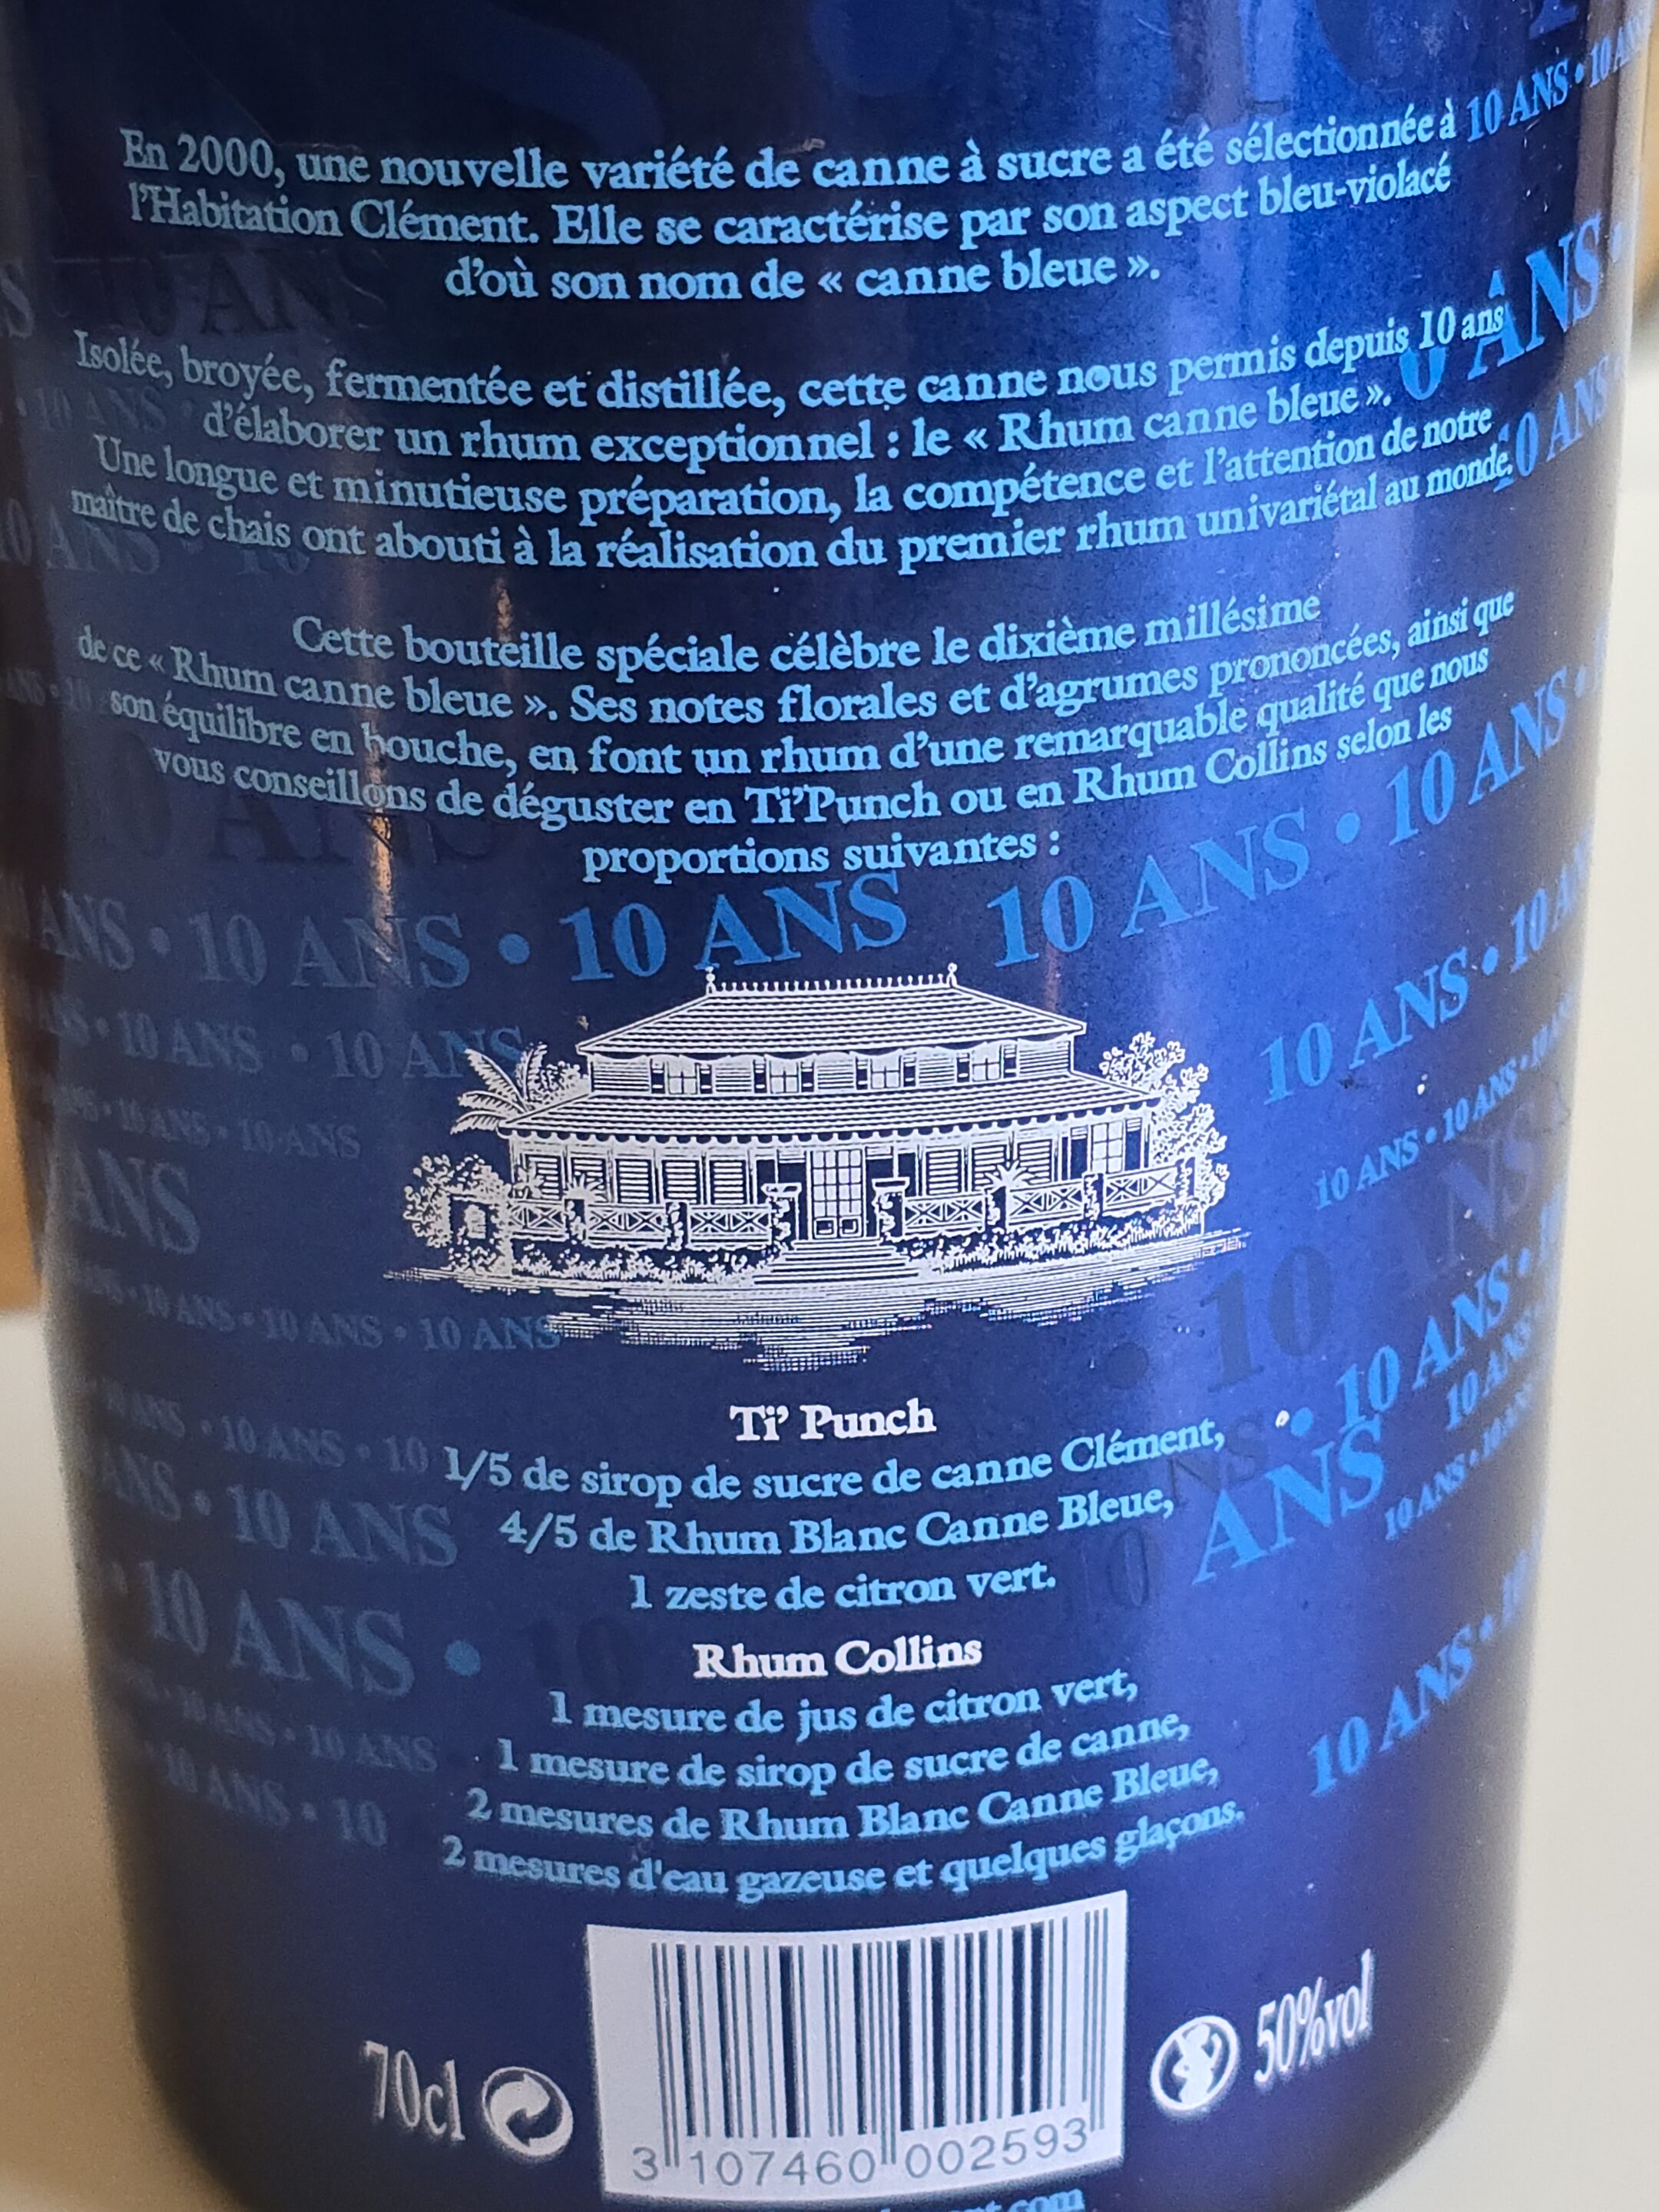 En 2000, une nouvelle variété de canne à sucre a été sélectionnée à
l'Habitation Clément. Elle se caractérise par son aspect bleu-violacé
d'où son nom de « canne bleue ».
Isolée, broyée, fermentée et distillée, cette canne nous permis depuis 10 ans
d'élaborer un rhum exceptionnel : le « Rhum canne bleue ».
Une longue et minutieuse préparation, la compétence et l'attention de notre
maître de chais ont abouti à la réalisation du premier rhum univariétal au monde.
Cette bouteille spéciale célèbre le dixième millésime
de ce « Rhum canne bleue ». Ses notes florales et d'agrumes prononcées, ainsi que
son équilibre en bouche, en font un rhum d'une remarquable qualité que nous
vous conseillons de déguster en Ti'Punch ou en Rhum Collins selon les
proportions suivantes :
10 ANS • 10 ANS 10 ANS • 10 ANS
Ti' Punch
1/5 de sirop de sucre de canne Clément,
4/5 de Rhum Blanc Canne Bleue,
1 zeste de citron vert.
Rhum Collins
1 mesure de jus de citron vert,
1 mesure de sirop de sucre de canne,
2 mesures de Rhum Blanc Canne Bleue,
2 mesures d'eau gazeuse et quelques glaçons.
70cl
50%vol
3 107460 002593